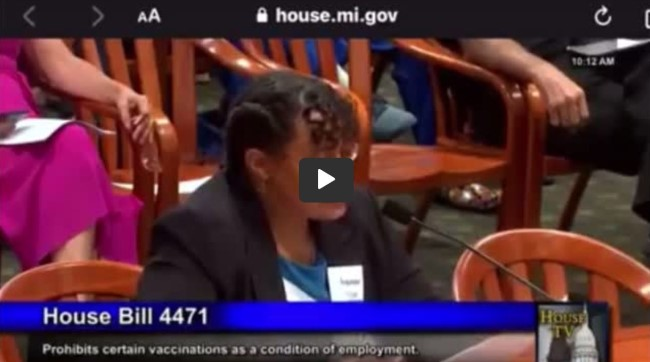 AA house.mi.gov
10:12 AM
House Bill 4471
HOUSE
TV
Prohibits certain vaccinations as a condition of employment.